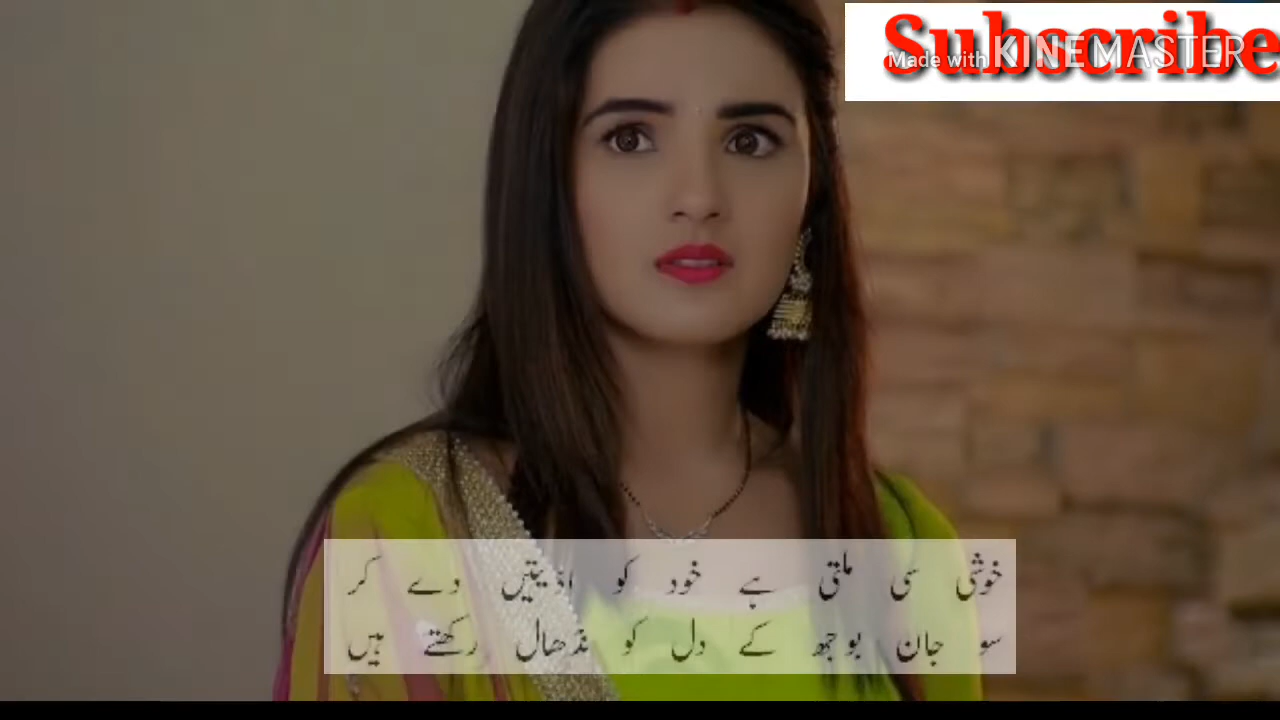 Subscribe
Made with KINEMASTER
خوشی سی ملتی ہے خود کو اذیتیں دے کر
سو جان بوجھ کے دل کو نڈھال رکھتے ہیں